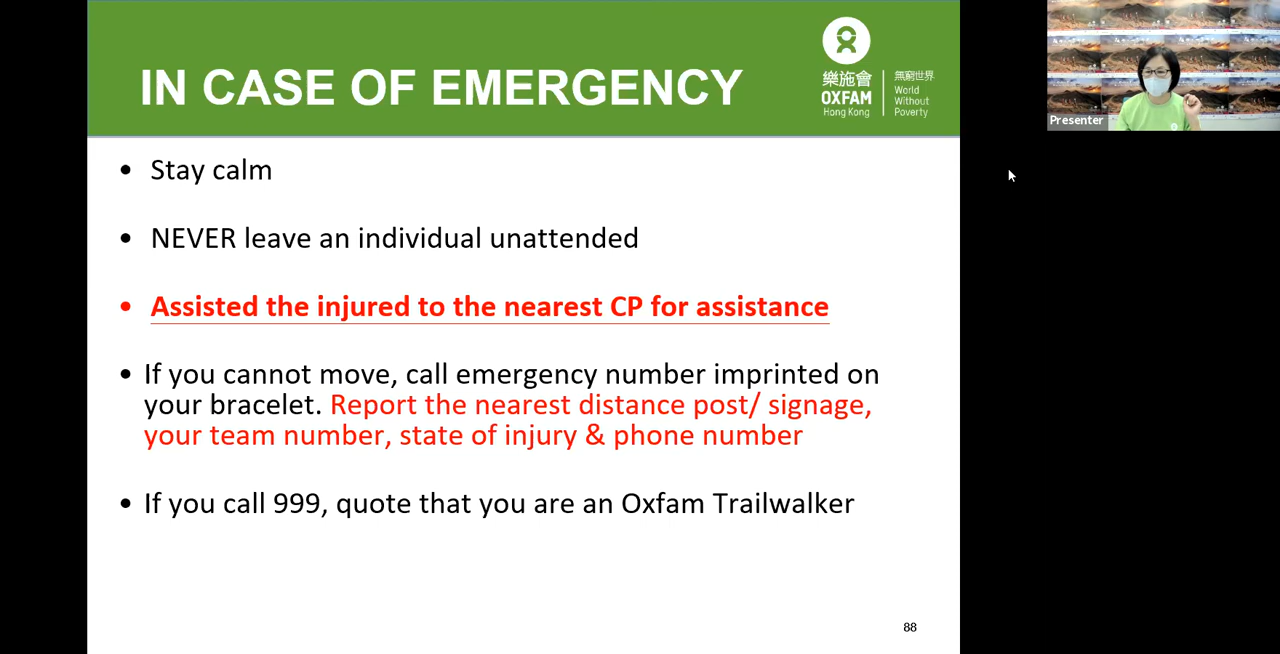 IN CASE OF EMERGENCY
樂施會
OXFAM
Hong Kong
無窮世界
World
Without
Poverty
Presenter
• Stay calm
• NEVER leave an individual unattended
• Assisted the injured to the nearest CP for assistance
• If you cannot move, call emergency number imprinted on
your bracelet. Report the nearest distance post/ signage,
your team number, state of injury & phone number
• If you call 999, quote that you are an Oxfam Trailwalker
88